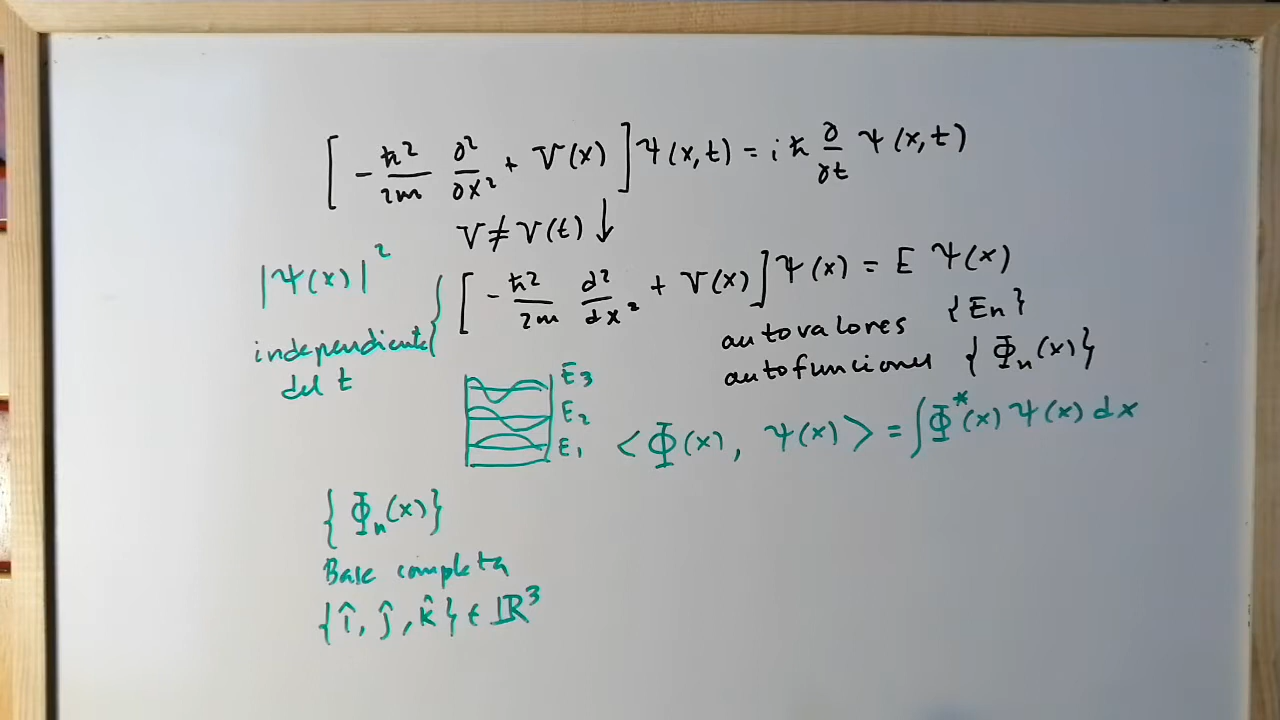 [-ℏ²/2m ∂²/∂x² + V(x)]Ψ(x,t) = iℏ ∂/∂t Ψ(x,t)
V≠V(t) ↓
|Ψ(x)|²
{[-ℏ²/2m d²/dx² + V(x)]Ψ(x) = E Ψ(x)
independiente
del t
autovalores {En}
autofunciones {Φn(x)}
E3
E2
E1
<Φ(x), Ψ(x)> = ∫Φ*(x)Ψ(x)dx
{Φn(x)}
Base completa
{î, ĵ, k̂} ∈ ℝ³